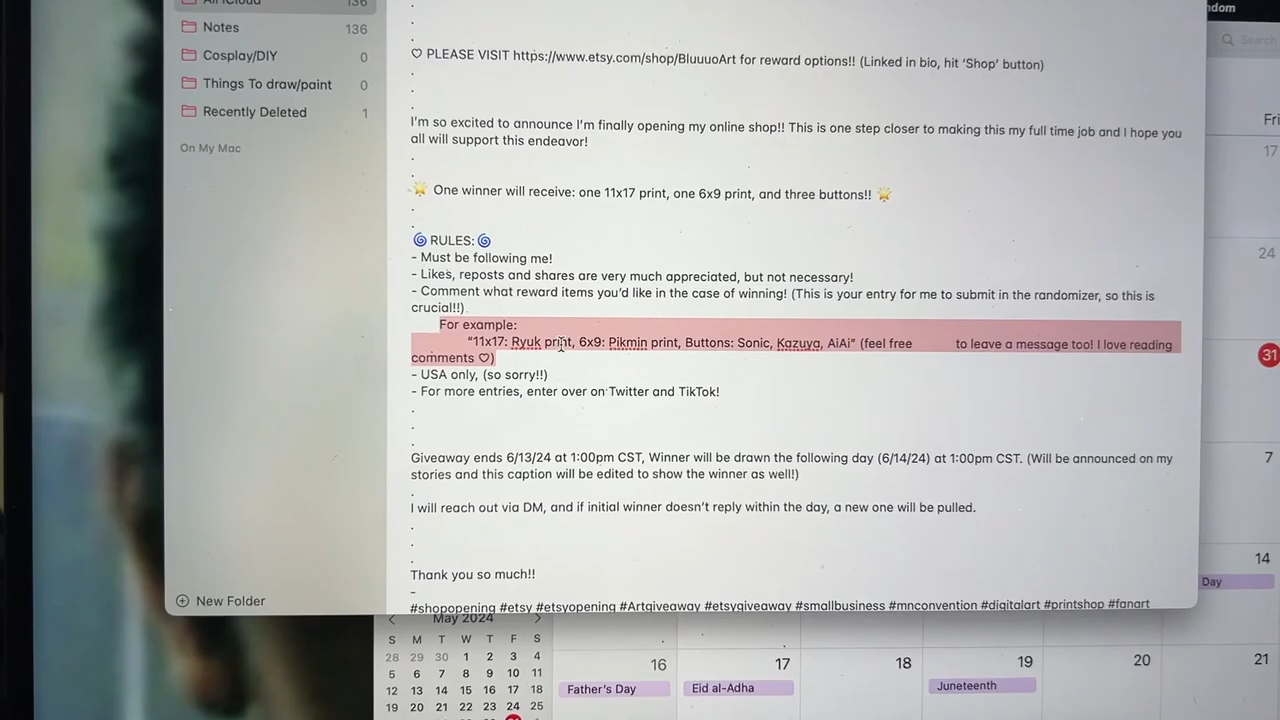 All iCloud 136
Notes 136
Cosplay/DIY 0
Things To draw/paint 0
Recently Deleted 1
On My Mac
New Folder
.
.
♡ PLEASE VISIT https://www.etsy.com/shop/BluuuoArt for reward options!! (Linked in bio, hit ‘Shop’ button)
.
.
.
I’m so excited to announce I’m finally opening my online shop!! This is one step closer to making this my full time job and I hope you
all will support this endeavor!
.
.
🌟 One winner will receive: one 11x17 print, one 6x9 print, and three buttons!! 🌟
.
.
🌀 RULES: 🌀
- Must be following me!
- Likes, reposts and shares are very much appreciated, but not necessary!
- Comment what reward items you’d like in the case of winning! (This is your entry for me to submit in the randomizer, so this is
crucial!!)
For example:
“11x17: Ryuk print, 6x9: Pikmin print, Buttons: Sonic, Kazuya, AiAi” (feel free to leave a message too! I love reading
comments ♡)
- USA only, (so sorry!!)
- For more entries, enter over on Twitter and TikTok!
.
.
.
Giveaway ends 6/13/24 at 1:00pm CST, Winner will be drawn the following day (6/14/24) at 1:00pm CST. (Will be announced on my
stories and this caption will be edited to show the winner as well!)
.
I will reach out via DM, and if initial winner doesn’t reply within the day, a new one will be pulled.
.
.
.
Thank you so much!!
-
#shopopening #etsy #etsyopening #Artgiveaway #etsygiveaway #smallbusiness #mnconvention #digitalart #printshop #fanart
Search
Fri
17
24
31
7
14
Day
May 2024
S M T W T F S
28 29 30 1 2 3 4
5 6 7 8 9 10 11
12 13 14 15 16 17 18
19 20 21 22 23 24 25
16 17 18 19 20 21
Father’s Day Eid al-Adha Juneteenth